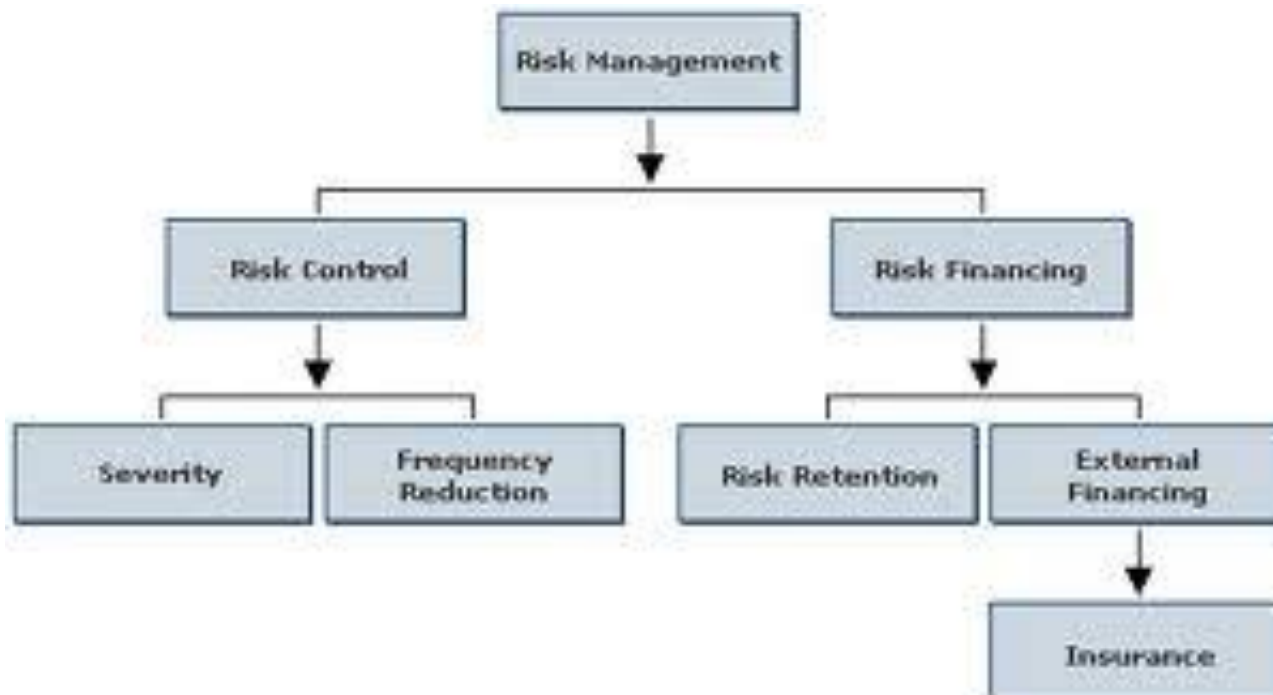 Risk Management
Risk Control
Risk Financing
Severity
Frequency
Reduction
Risk Retention
External
Financing
Insurance